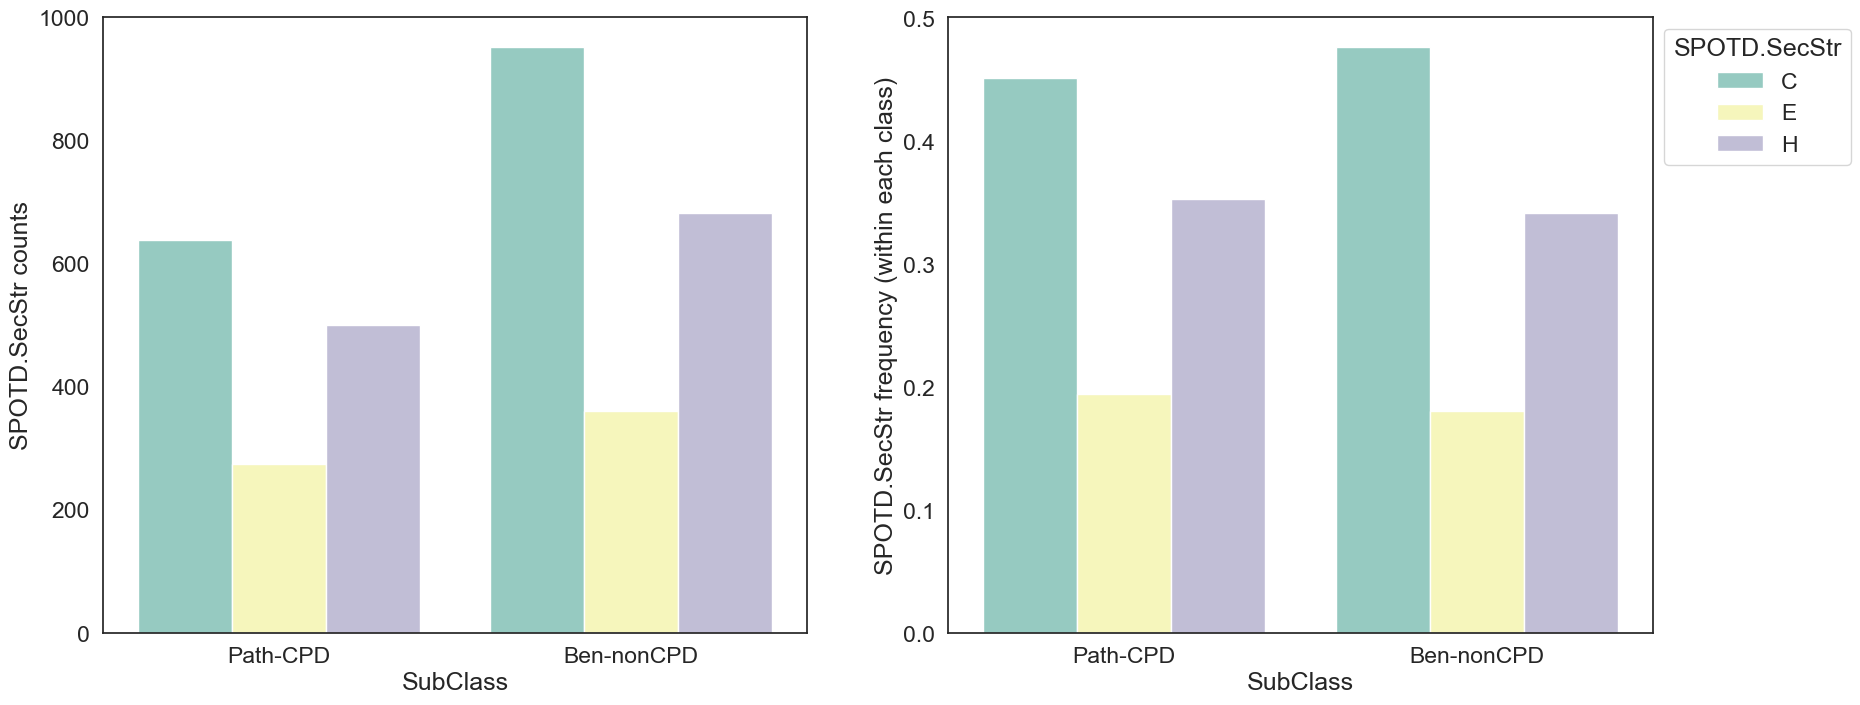 SPOTD.SecStr counts
1000
800
600
400
200
0
Path-CPD
Ben-nonCPD
SubClass
SPOTD.SecStr frequency (within each class)
0.5
0.4
0.3
0.2
0.1
0.0
Path-CPD
Ben-nonCPD
SubClass
SPOTD.SecStr
C
E
H